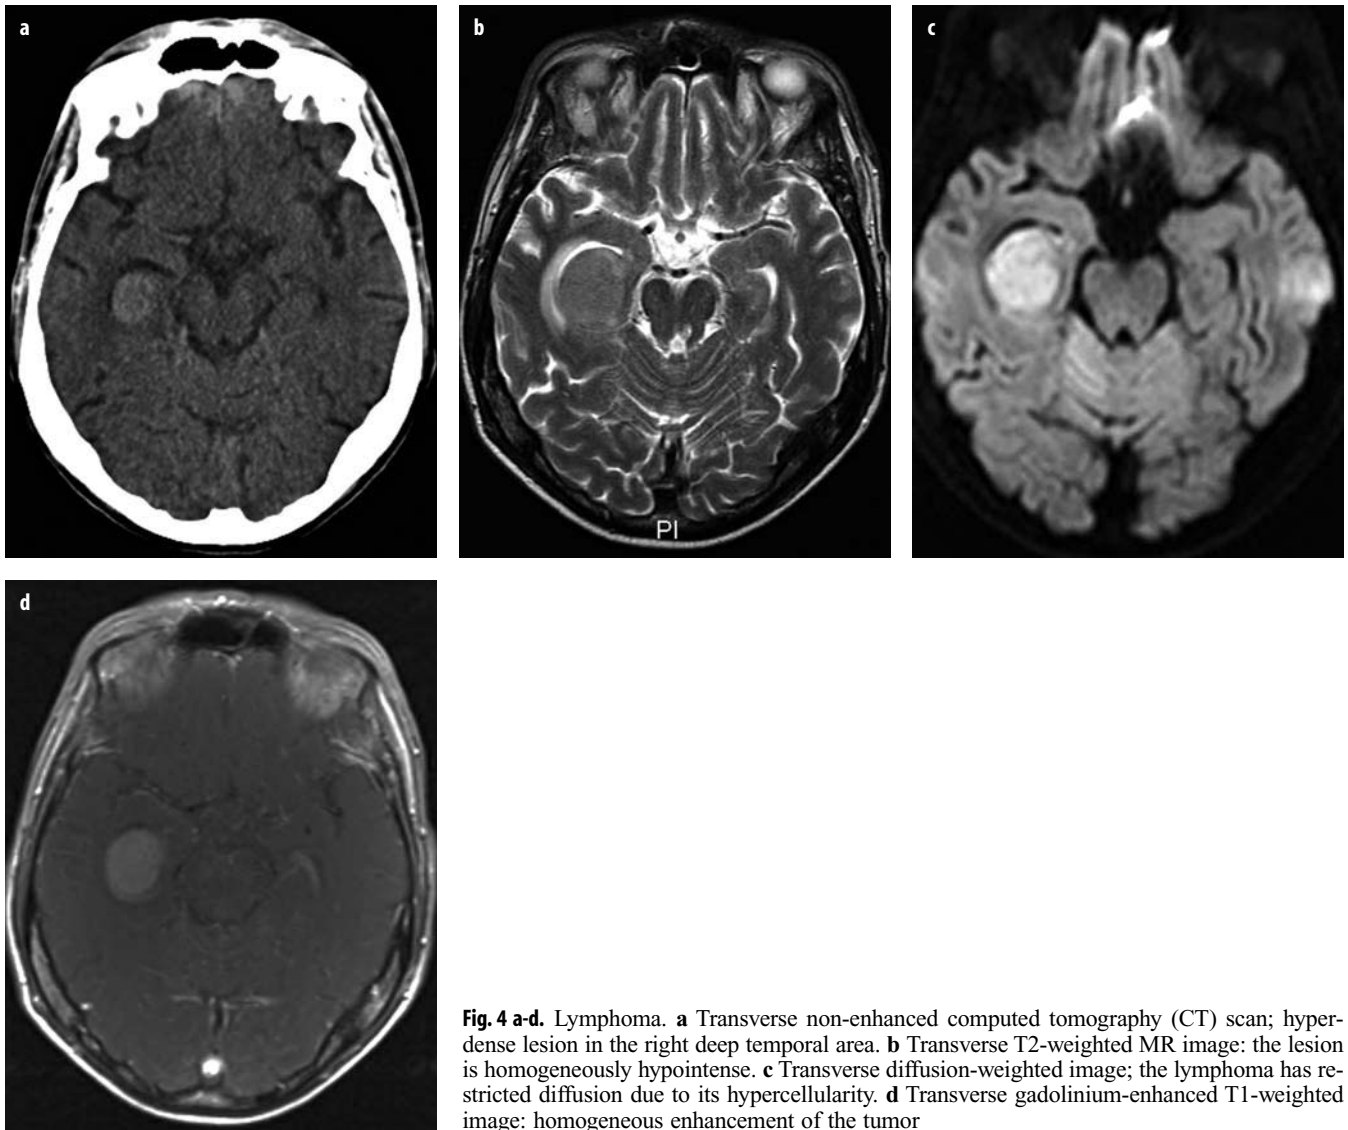 a
b
c
PI
d
Fig. 4 a-d. Lymphoma. a Transverse non-enhanced computed tomography (CT) scan; hyper-
dense lesion in the right deep temporal area. b Transverse T2-weighted MR image: the lesion
is homogeneously hypointense. c Transverse diffusion-weighted image; the lymphoma has re-
stricted diffusion due to its hypercellularity. d Transverse gadolinium-enhanced T1-weighted
image: homogeneous enhancement of the tumor